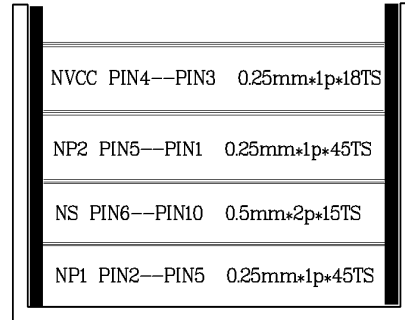 NVCC PIN4--PIN3 0.25mm*1p*18TS
NP2 PIN5--PIN1 0.25mm*1p*45TS
NS PIN6--PIN10 0.5mm*2p*15TS
NP1 PIN2--PIN5 0.25mm*1p*45TS